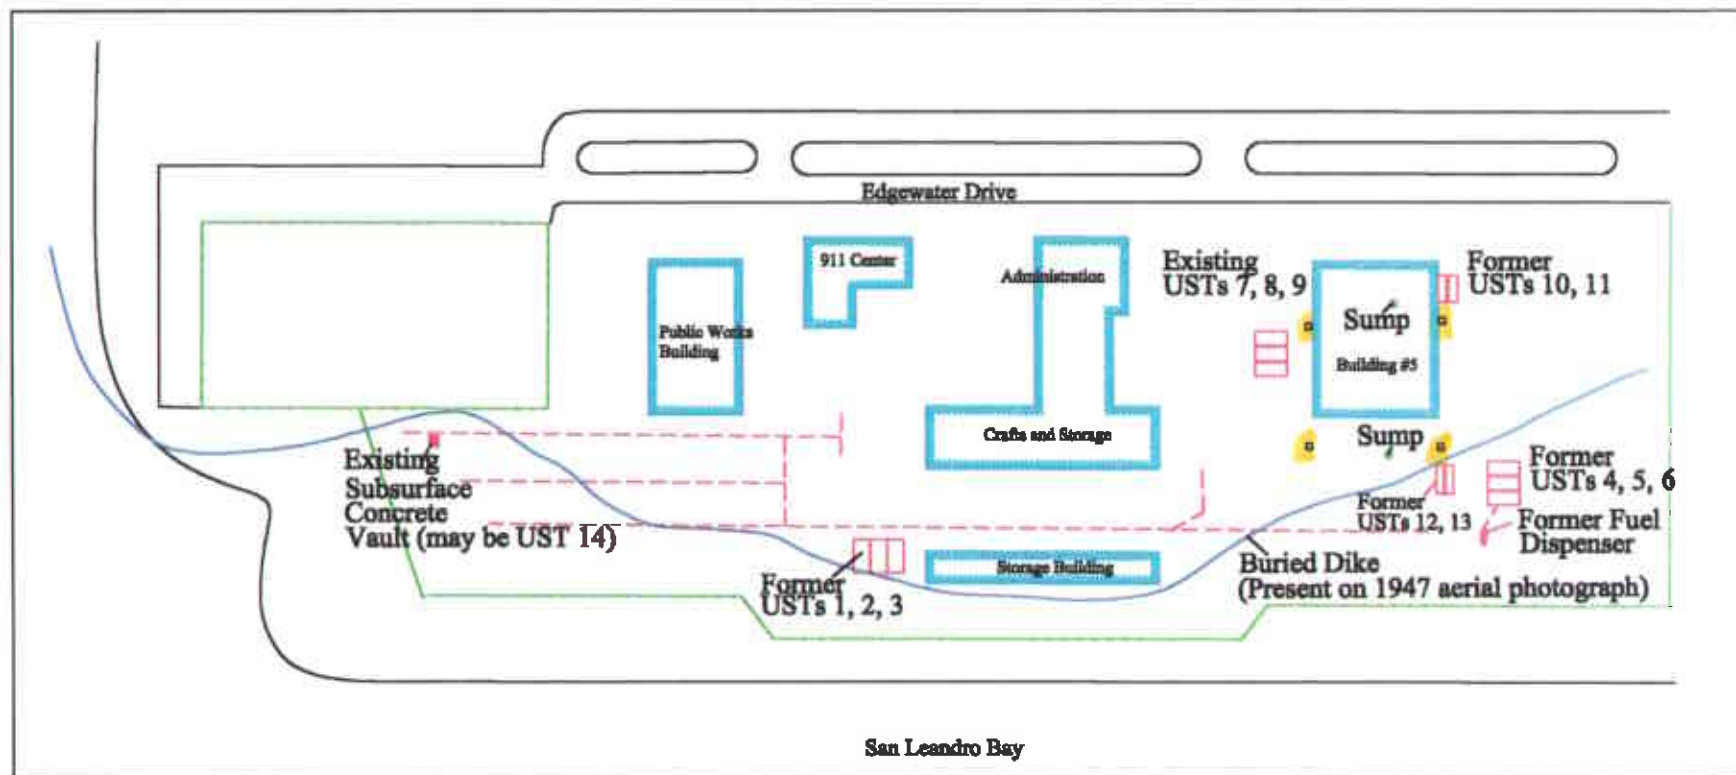 Edgewater Drive
911 Center
Administration
Existing
USTs 7, 8, 9
Former
USTs 10, 11
Sump
Public Works
Building
Building #5
Crafts and Storage
Sump
Existing
Subsurface
Concrete
Vault (may be UST 14)
Former
USTs 4, 5, 6
Former
USTs 12, 13
Former Fuel
Dispenser
Storage Building
Former
USTs 1, 2, 3
Buried Dike
(Present on 1947 aerial photograph)
San Leandro Bay